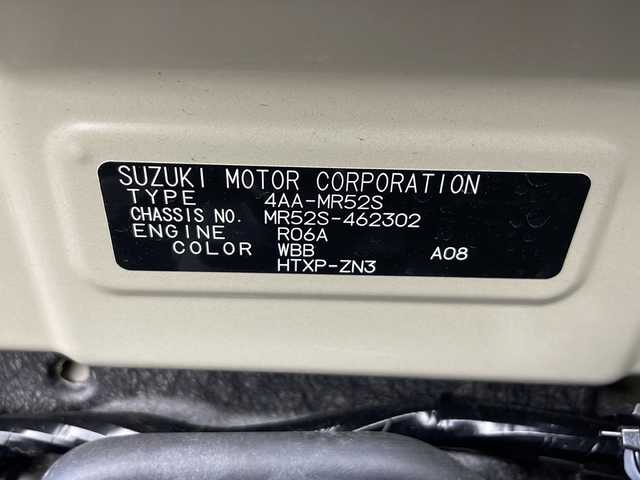 SUZUKI MOTOR CORPORATION
TYPE 4AA-MR52S
CHASSIS NO. MR52S-462302
ENGINE R06A
COLOR WBB A08
HTXP-ZN3